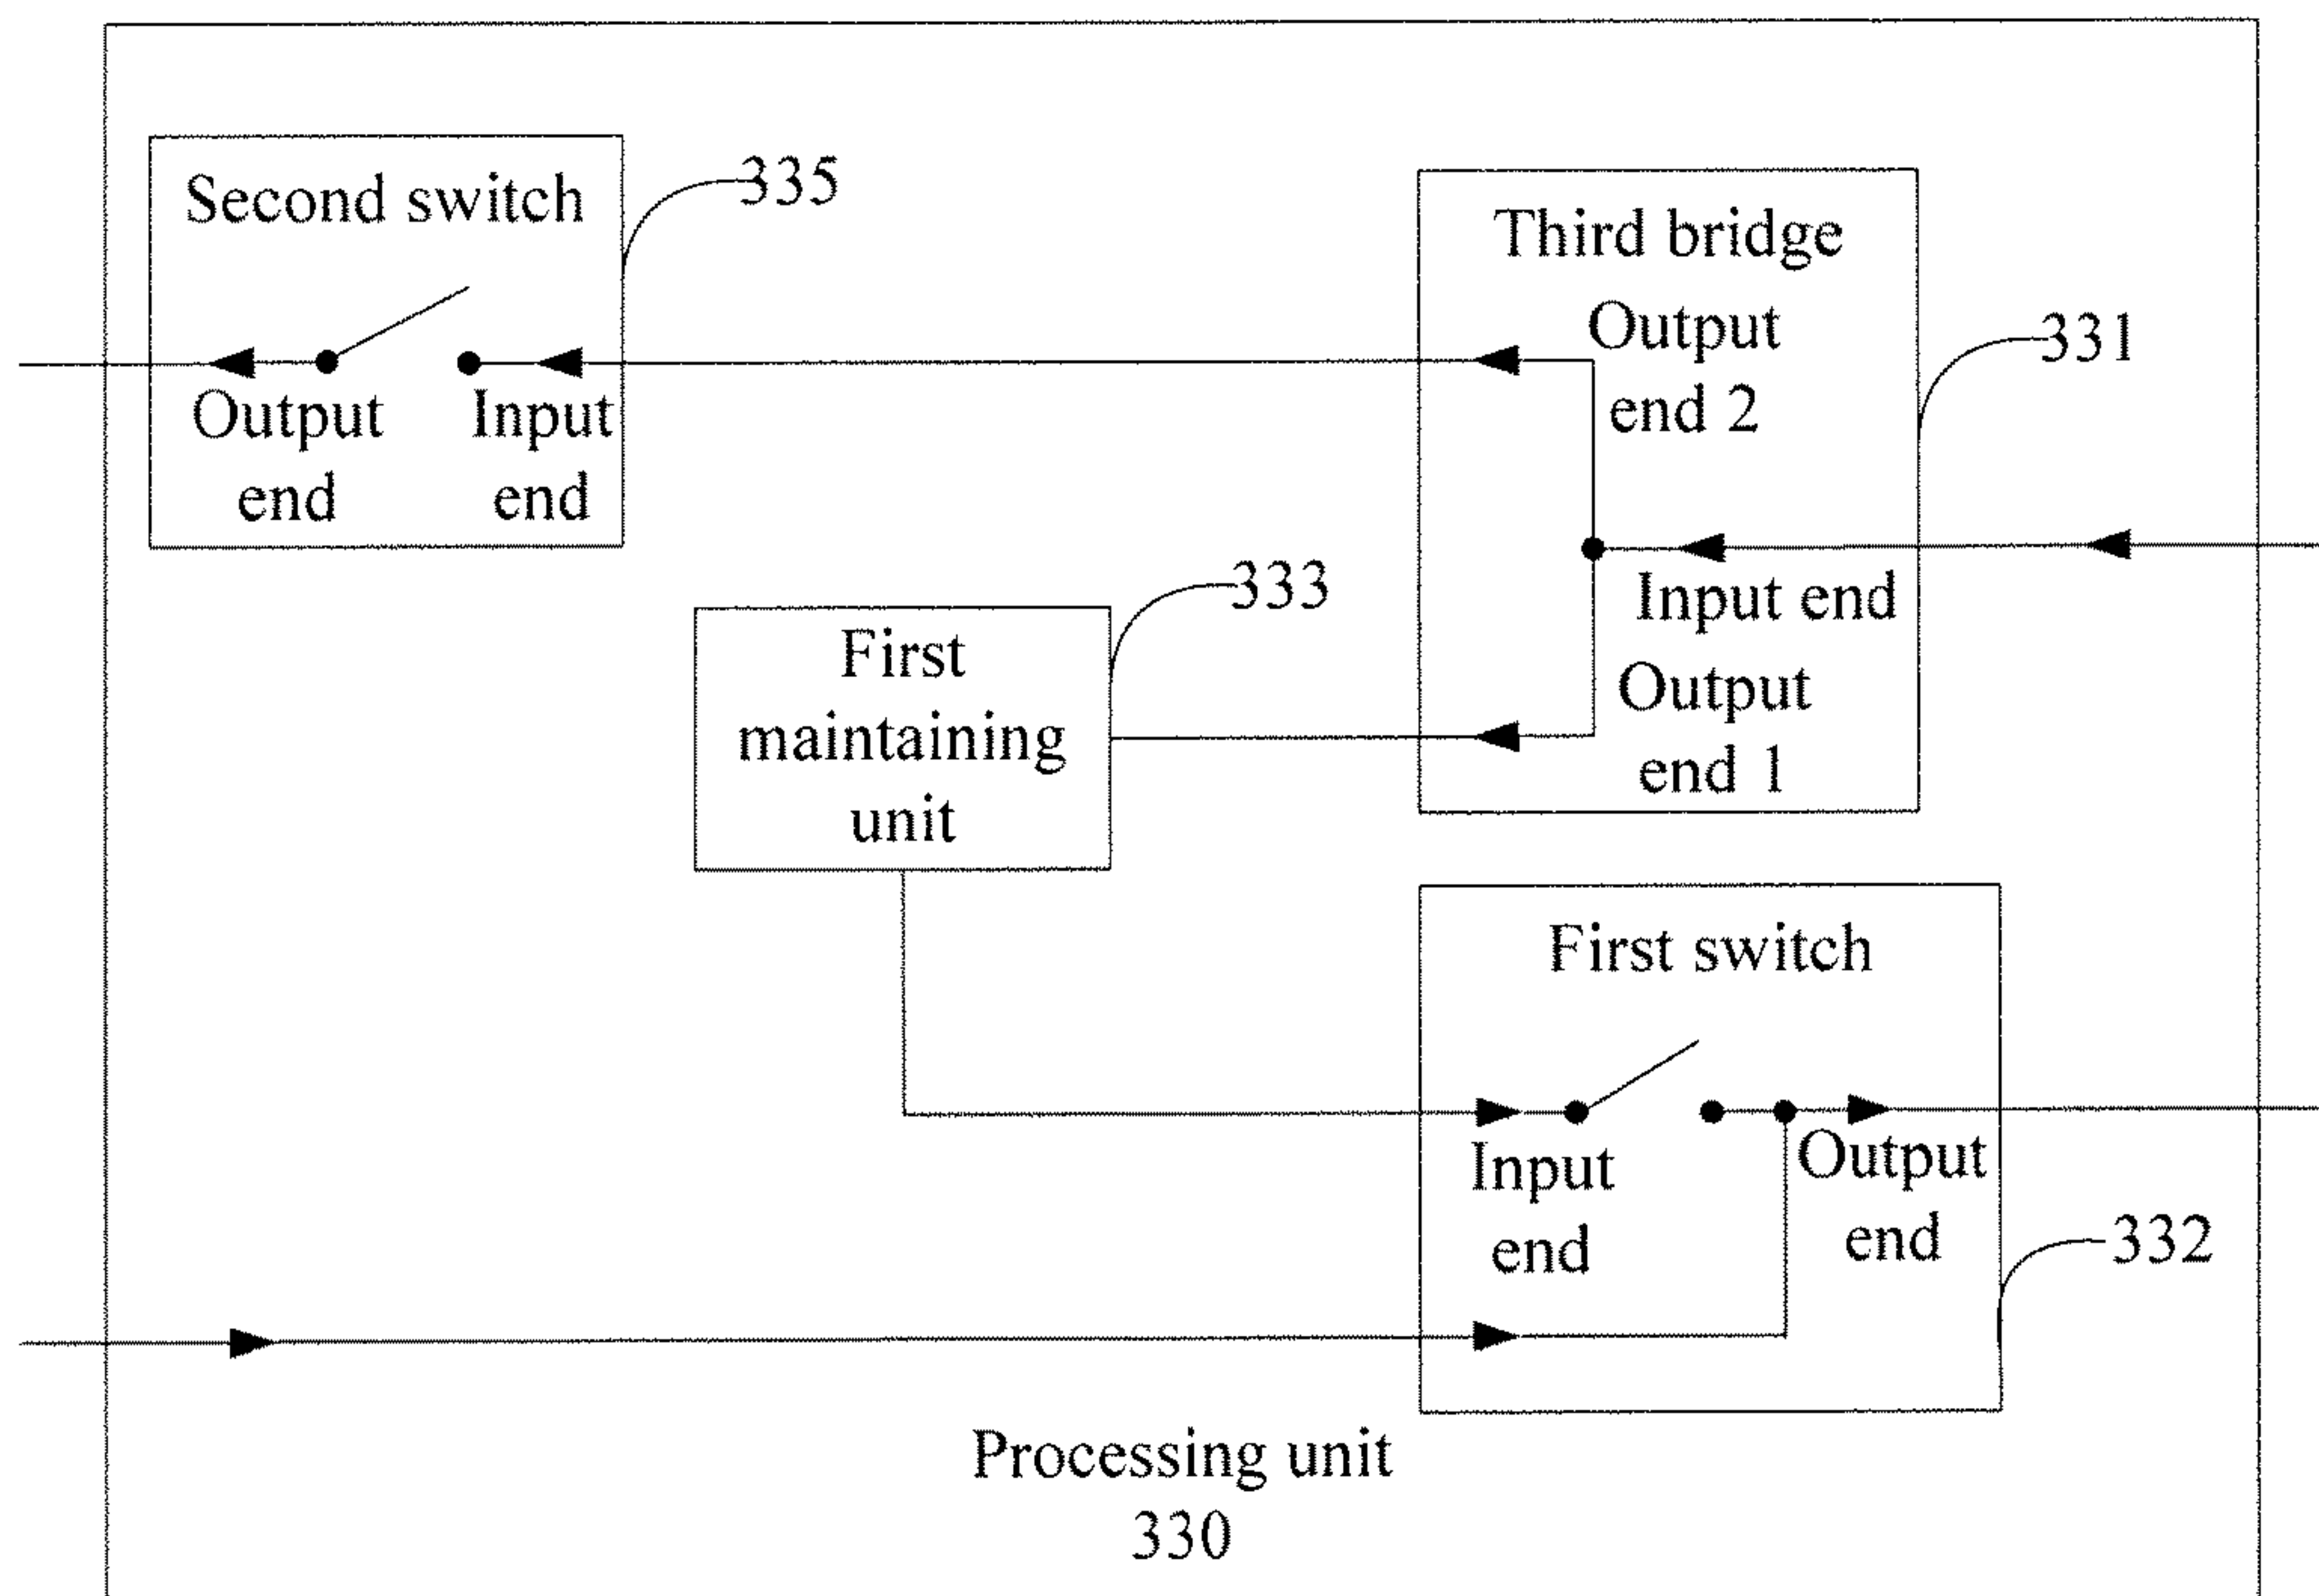 Second switch
335
Output
end
Input
end
Third bridge
Output
end 2
331
Input end
Output
end 1
333
First
maintaining
unit
First switch
Input
end
Output
end
332
Processing unit
330